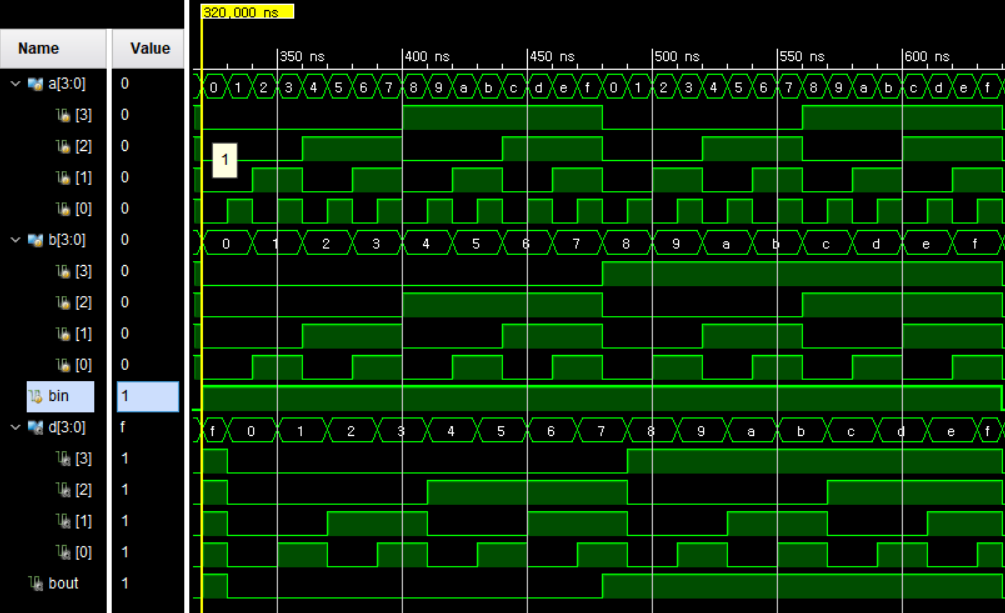 320,000 ns
Name Value
350 ns 400 ns 450 ns 500 ns 550 ns 600 ns
a[3:0] 0 0 1 2 3 4 5 6 7 8 9 a b c d e f 0 1 2 3 4 5 6 7 8 9 a b c d e f
[3] 0
[2] 0
1
[1] 0
[0] 0
b[3:0] 0 0 1 2 3 4 5 6 7 8 9 a b c d e f
[3] 0
[2] 0
[1] 0
[0] 0
bin 1
d[3:0] f f 0 1 2 3 4 5 6 7 8 9 a b c d e f
[3] 1
[2] 1
[1] 1
[0] 1
bout 1